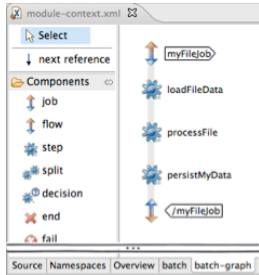 module-context.xml
Select
next reference
Components
job
flow
step
split
decision
end
fail
myFileJob
loadFileData
processFile
persistMyData
/myFileJob
Source Namespaces Overview batch batch-graph